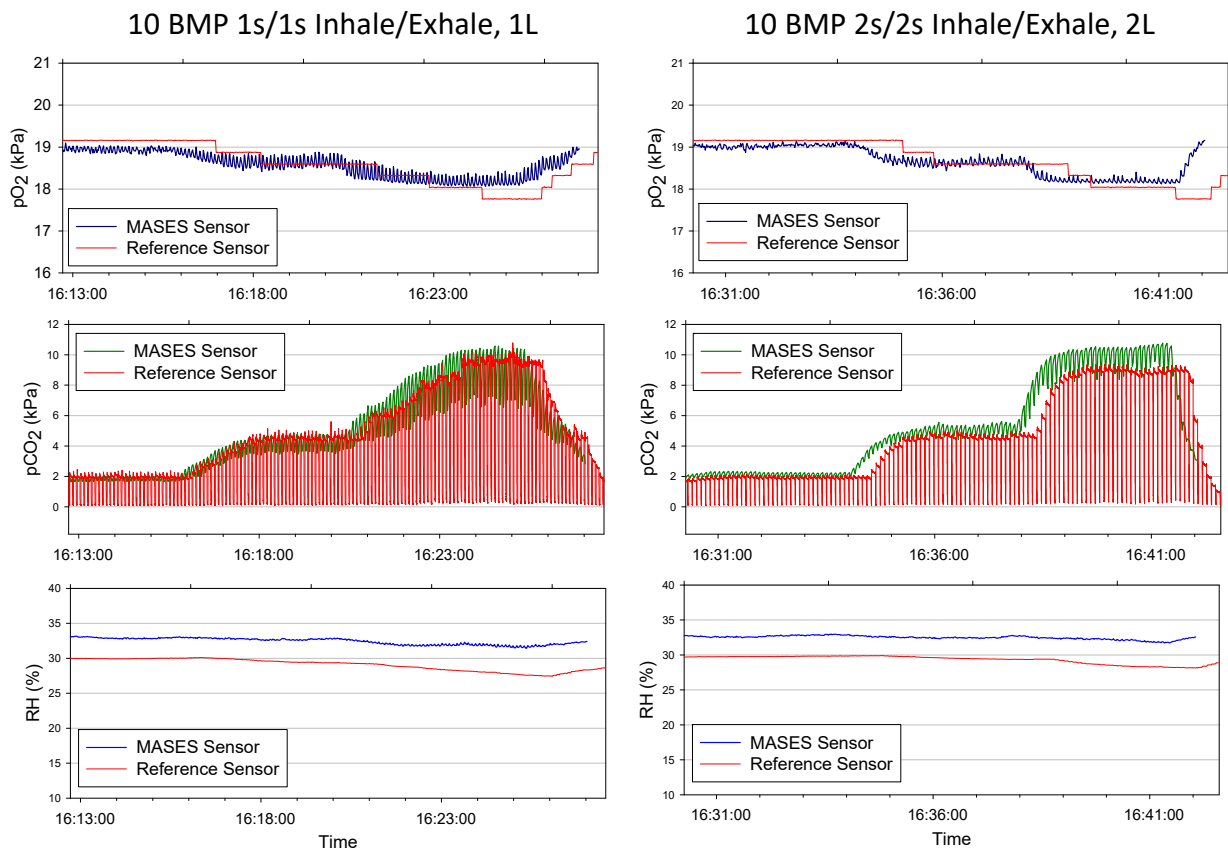 10 BMP 1s/1s Inhale/Exhale, 1L
21
20
19
18
17
16
pO2 (kPa)
MASES Sensor
Reference Sensor
16:13:00 16:18:00 16:23:00
12
10
8
6
4
2
0
pCO2 (kPa)
MASES Sensor
Reference Sensor
16:13:00 16:18:00 16:23:00
40
35
30
25
20
15
10
RH (%)
MASES Sensor
Reference Sensor
16:13:00 16:18:00 16:23:00
Time
10 BMP 2s/2s Inhale/Exhale, 2L
21
20
19
18
17
16
pO2 (kPa)
MASES Sensor
Reference Sensor
16:31:00 16:36:00 16:41:00
12
10
8
6
4
2
0
pCO2 (kPa)
MASES Sensor
Reference Sensor
16:31:00 16:36:00 16:41:00
40
35
30
25
20
15
10
RH (%)
MASES Sensor
Reference Sensor
16:31:00 16:36:00 16:41:00
Time